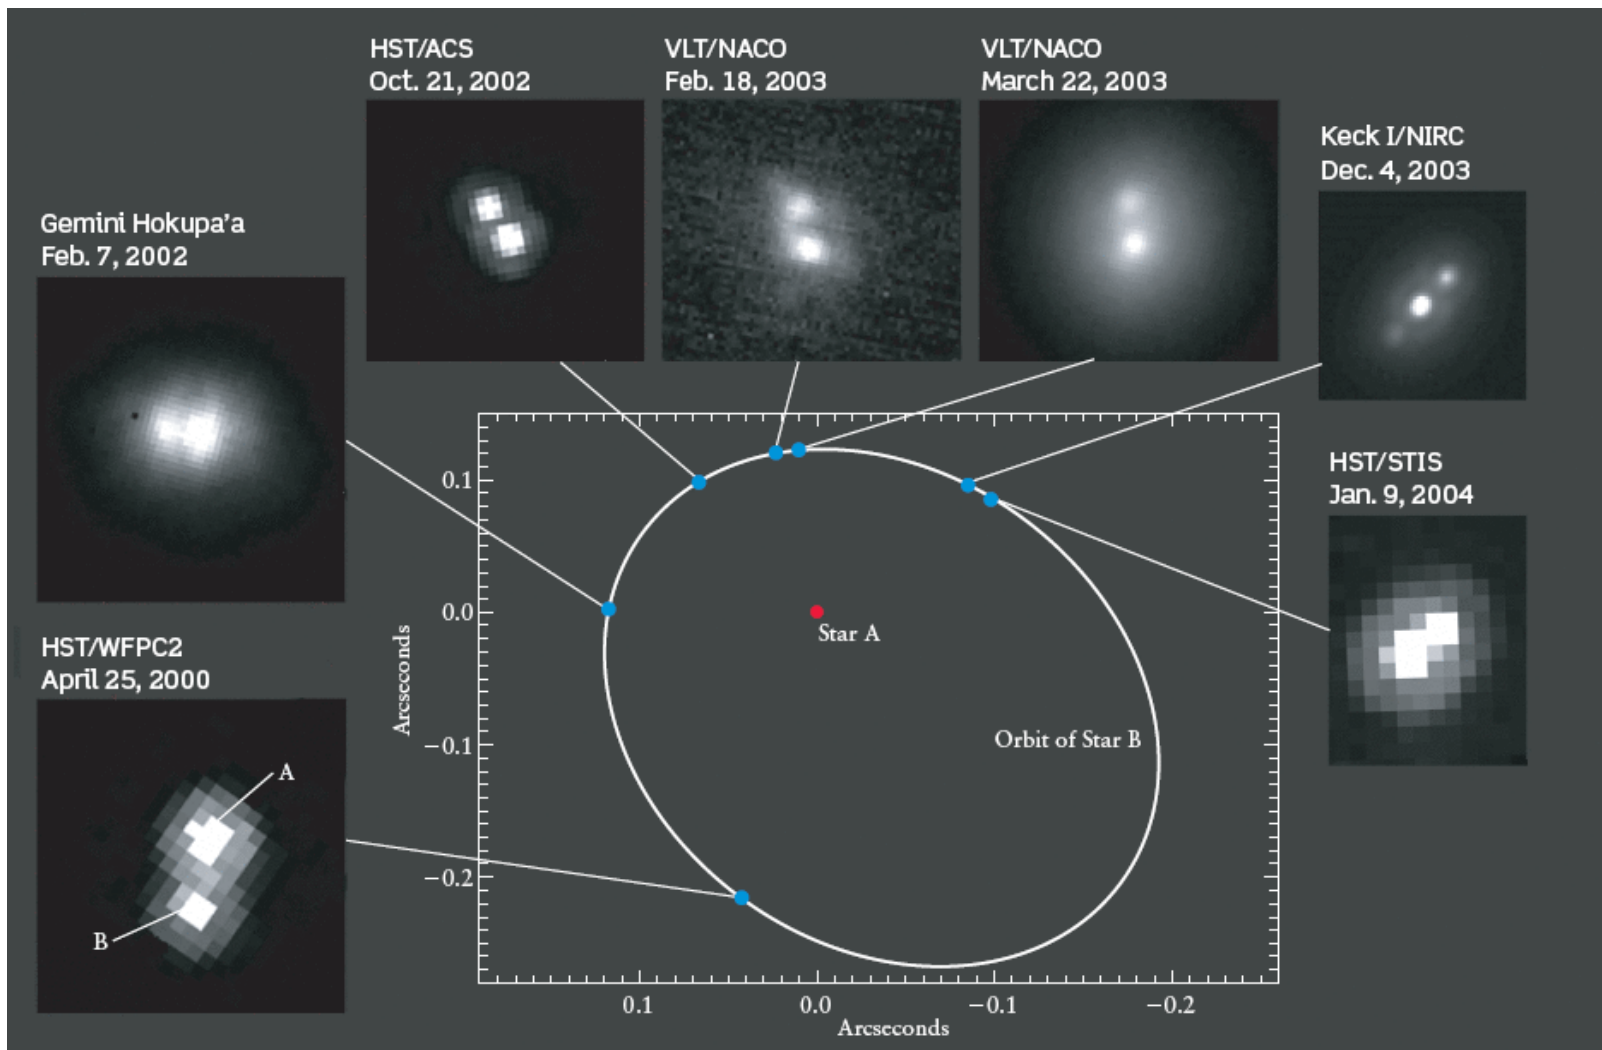 HST/ACS
Oct. 21, 2002
VLT/NACO
Feb. 18, 2003
VLT/NACO
March 22, 2003
Keck I/NIRC
Dec. 4, 2003
Gemini Hokupa’a
Feb. 7, 2002
HST/STIS
Jan. 9, 2004
HST/WFPC2
April 25, 2000
A
B
0.1
0.0
−0.1
−0.2
Arcseconds
Star A
Orbit of Star B
0.1
0.0
−0.1
−0.2
Arcseconds